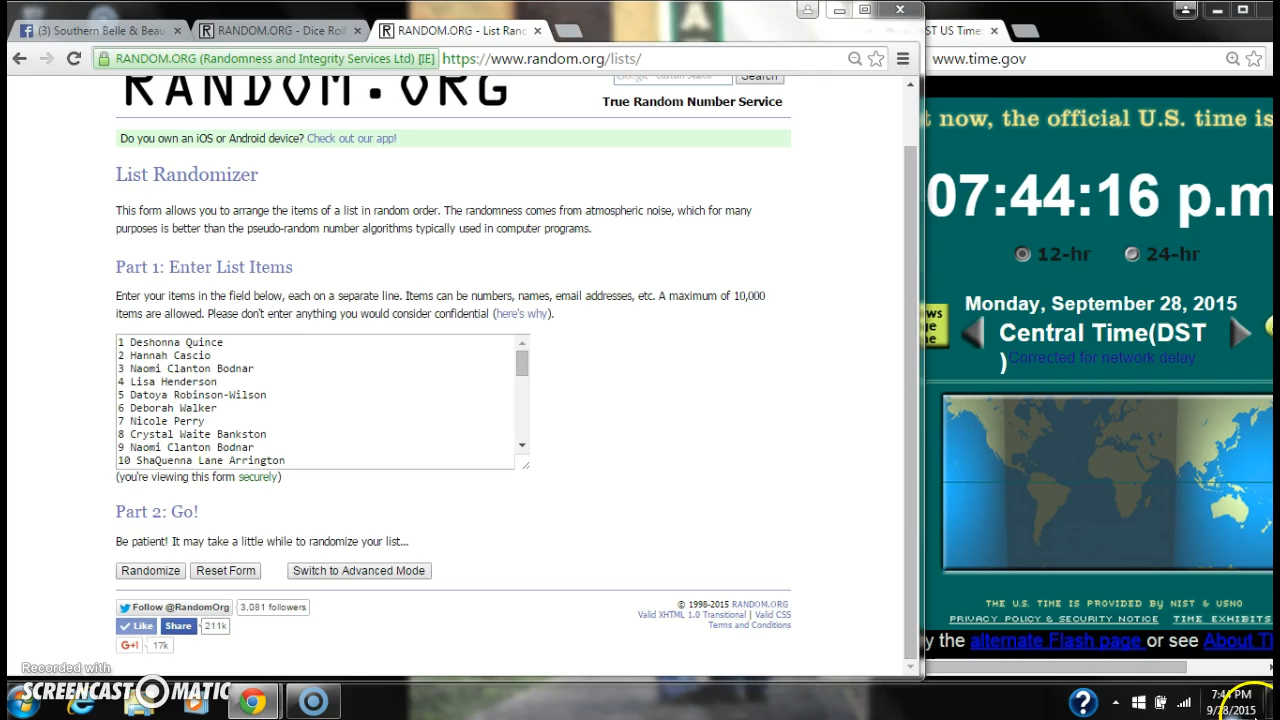 (3) Southern Belle & Beau
RANDOM.ORG - Dice Roll
RANDOM.ORG - List Ran
ST US Time
RANDOM.ORG (Randomness and Integrity Services Ltd) [IE]
https://www.random.org/lists/
www.time.gov
RANDOM.ORG
Google Custom Search
Search
True Random Number Service
Do you own an iOS or Android device? Check out our app!
List Randomizer
This form allows you to arrange the items of a list in random order. The randomness comes from atmospheric noise, which for many
purposes is better than the pseudo-random number algorithms typically used in computer programs.
Part 1: Enter List Items
Enter your items in the field below, each on a separate line. Items can be numbers, names, email addresses, etc. A maximum of 10,000
items are allowed. Please don't enter anything you would consider confidential (here's why).
1 Deshonna Quince
2 Hannah Cascio
3 Naomi Clanton Bodnar
4 Lisa Henderson
5 Datoya Robinson-Wilson
6 Deborah Walker
7 Nicole Perry
8 Crystal Waite Bankston
9 Naomi Clanton Bodnar
10 ShaQuenna Lane Arrington
(you're viewing this form securely)
Part 2: Go!
Be patient! It may take a little while to randomize your list...
Randomize
Reset Form
Switch to Advanced Mode
Follow @RandomOrg
3,081 followers
Like
Share
211k
G+1
17k
© 1998-2015 RANDOM.ORG
Valid XHTML 1.0 Transitional | Valid CSS
Terms and Conditions
t now, the official U.S. time is
07:44:16 p.m
12-hr
24-hr
Monday, September 28, 2015
Central Time(DST
)
Corrected for network delay
THE U.S. TIME IS PROVIDED BY NIST & USNO
PRIVACY POLICY & SECURITY NOTICE
TIME EXHIBITS
y the alternate Flash page or see About T
Recorded with
SCREENCAST-O-MATIC
7:44 PM
9/28/2015